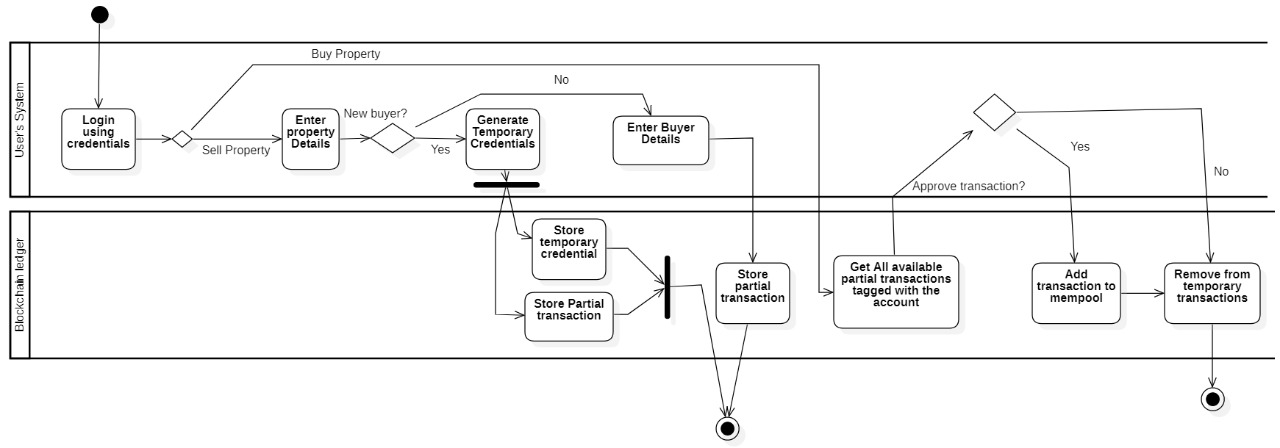 Buy Property
User's System
Login
using
credentials
Sell Property
Enter
property
Details
New buyer?
Yes
No
Generate
Temporary
Credentials
Enter Buyer
Details
Approve transaction?
Yes
No
Blockchain ledger
Store
temporary
credential
Store Partial
transaction
Store
partial
transaction
Get All available
partial transactions
tagged with the
account
Add
transaction to
mempool
Remove from
temporary
transactions